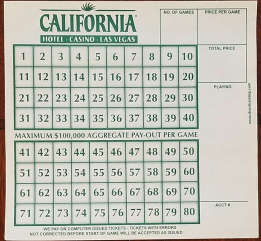 CALIFORNIA
HOTEL - CASINO - LAS VEGAS
NO. OF GAMES
PRICE PER GAME
TOTAL PRICE
PLAYING
1 2 3 4 5 6 7 8 9 10
11 12 13 14 15 16 17 18 19 20
21 22 23 24 25 26 27 28 29 30
31 32 33 34 35 36 37 38 39 40
MAXIMUM $100,000 AGGREGATE PAY-OUT PER GAME
41 42 43 44 45 46 47 48 49 50
51 52 53 54 55 56 57 58 59 60
61 62 63 64 65 66 67 68 69 70
71 72 73 74 75 76 77 78 79 80
ACCT #
WE PAY ON COMPUTER ISSUED TICKETS - TICKETS WITH ERRORS
NOT CORRECTED BEFORE START OF GAME WILL BE ACCEPTED AS ISSUED